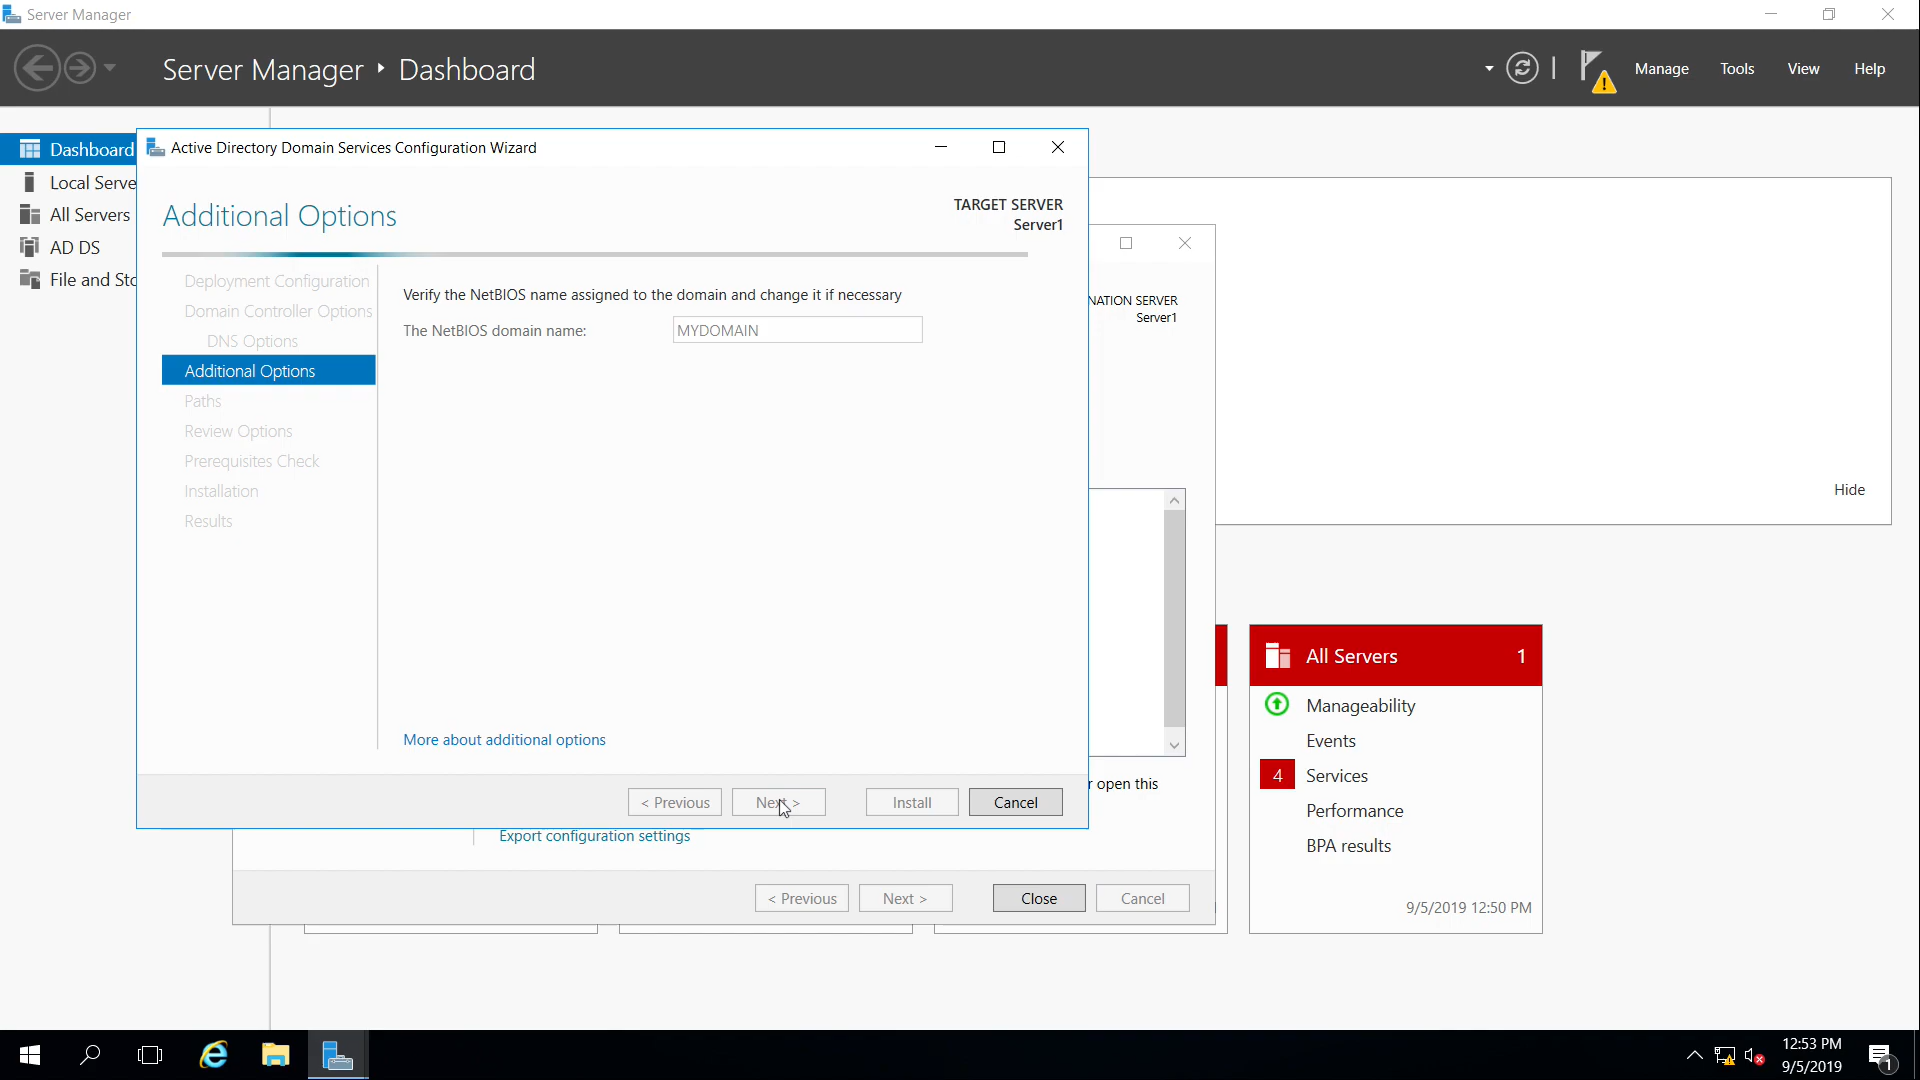 Server Manager
Server Manager ‣ Dashboard
Manage
Tools
View
Help
Dashboard
Local Serve
All Servers
AD DS
File and Sto
Active Directory Domain Services Configuration Wizard
Additional Options
TARGET SERVER
Server1
Deployment Configuration
Domain Controller Options
DNS Options
Additional Options
Paths
Review Options
Prerequisites Check
Installation
Results
Verify the NetBIOS name assigned to the domain and change it if necessary
The NetBIOS domain name:
MYDOMAIN
More about additional options
< Previous
Next >
Install
Cancel
NATION SERVER
Server1
r open this
Export configuration settings
< Previous
Next >
Close
Cancel
Hide
All Servers
1
Manageability
Events
4
Services
Performance
BPA results
9/5/2019 12:50 PM
12:53 PM
9/5/2019
1